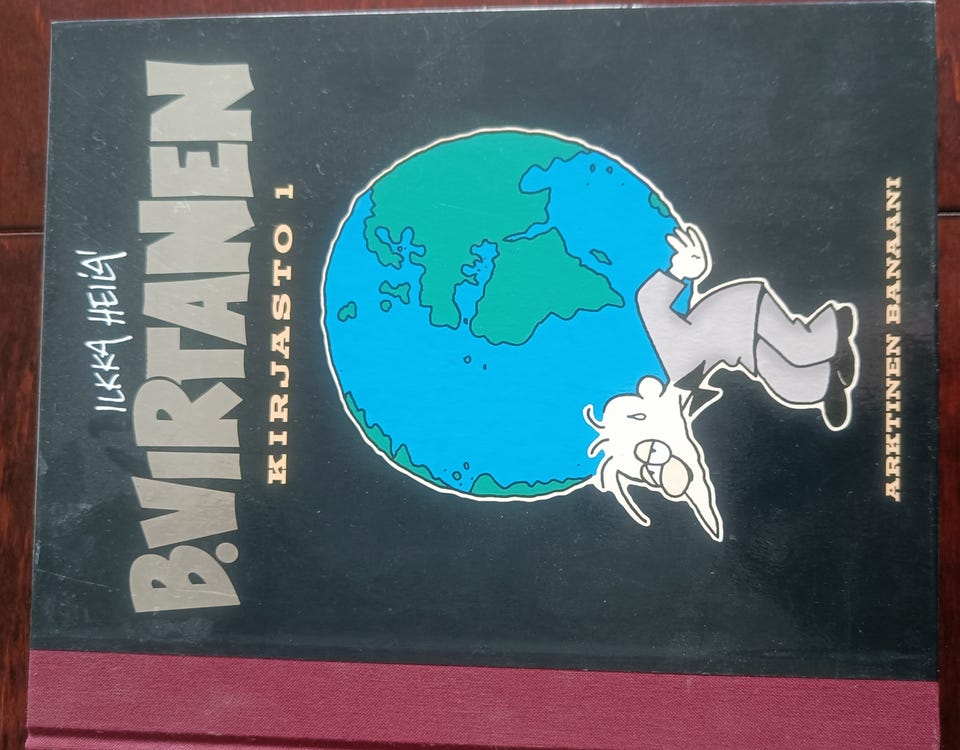 ILKKA HEILÄ
B.VIRTANEN
KIRJASTO 1
ARKTINEN BANAANI